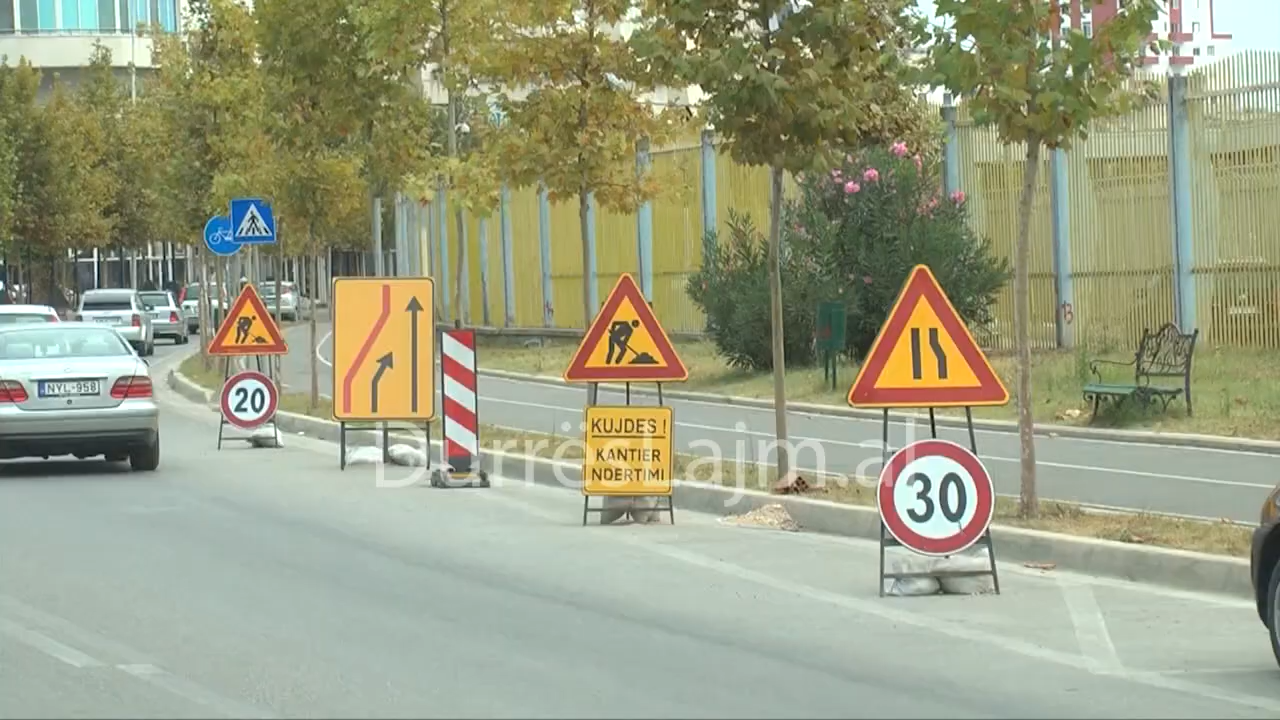 NYL-958
20
KUJDES !
KANTIER
NDERTIMI
30
DurrësLajm.al